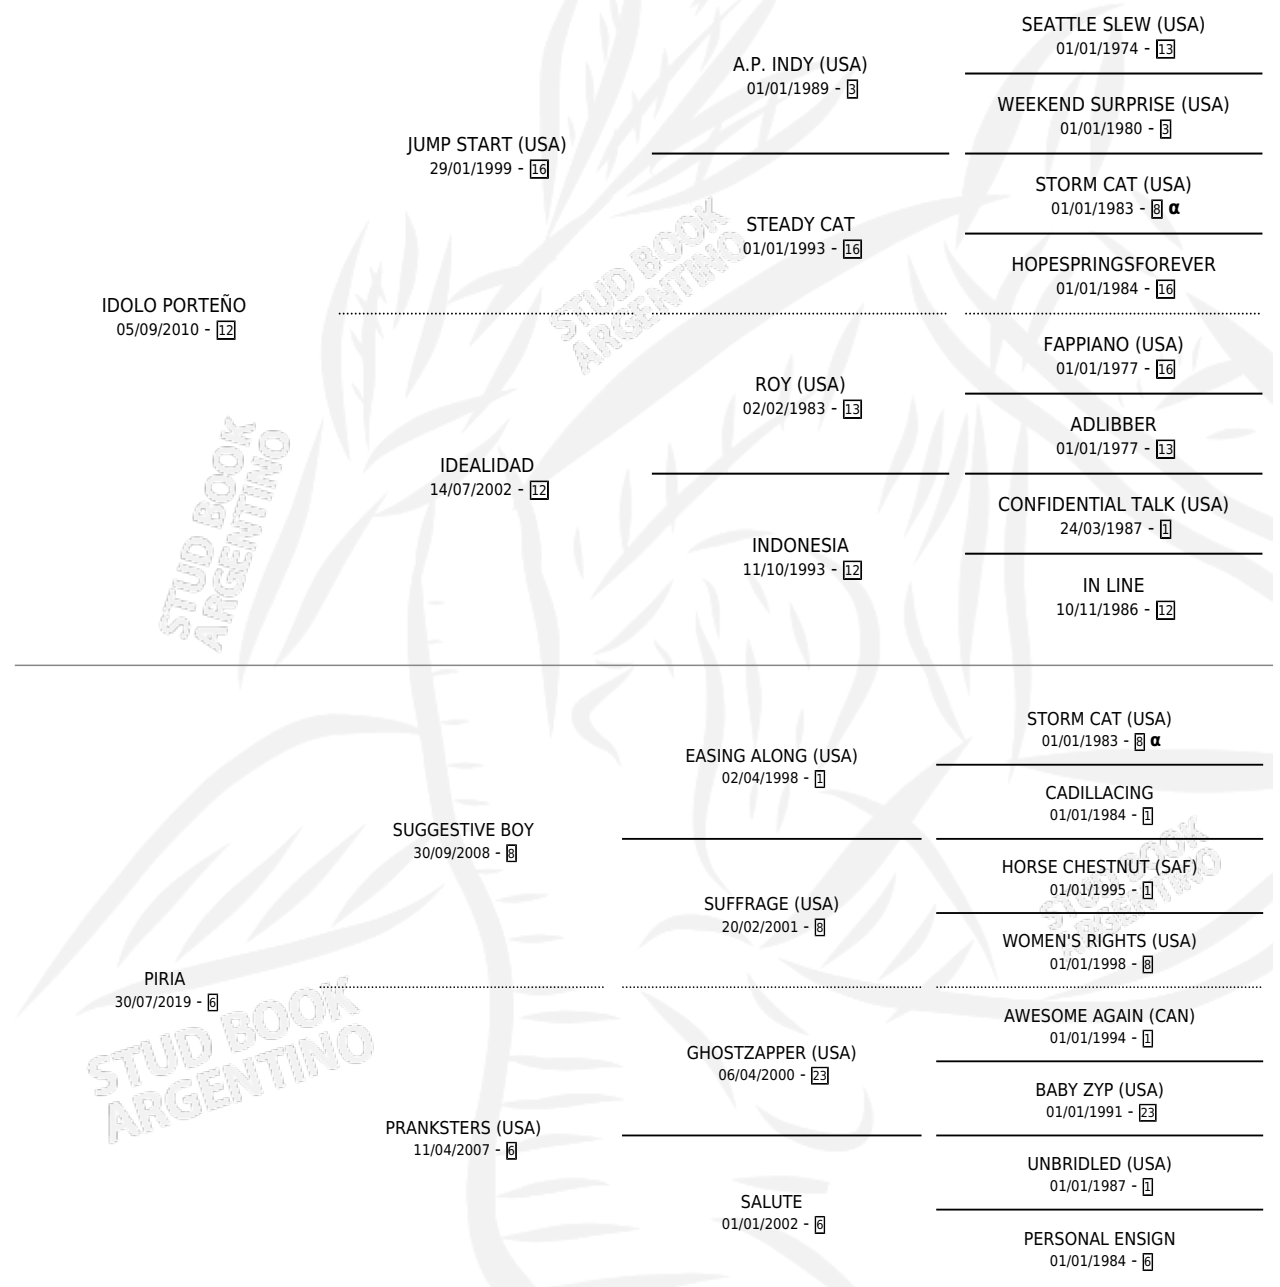 SEATTLE SLEW (USA)
01/01/1974 - 13
A.P. INDY (USA)
01/01/1989 - 3
WEEKEND SURPRISE (USA)
01/01/1980 - 3
JUMP START (USA)
29/01/1999 - 16
STORM CAT (USA)
01/01/1983 - 8 α
STEADY CAT
01/01/1993 - 16
HOPESPRINGSFOREVER
01/01/1984 - 16
IDOLO PORTEÑO
05/09/2010 - 12
FAPPIANO (USA)
01/01/1977 - 16
ROY (USA)
02/02/1983 - 13
ADLIBBER
01/01/1977 - 13
IDEALIDAD
14/07/2002 - 12
CONFIDENTIAL TALK (USA)
24/03/1987 - 1
INDONESIA
11/10/1993 - 12
IN LINE
10/11/1986 - 12
STUD BOOK
ARGENTINO
STUD BOOK
ARGENTINO
STORM CAT (USA)
01/01/1983 - 8 α
EASING ALONG (USA)
02/04/1998 - 1
CADILLACING
01/01/1984 - 1
SUGGESTIVE BOY
30/09/2008 - 8
HORSE CHESTNUT (SAF)
01/01/1995 - 1
SUFFRAGE (USA)
20/02/2001 - 8
WOMEN'S RIGHTS (USA)
01/01/1998 - 8
PIRIA
30/07/2019 - 6
AWESOME AGAIN (CAN)
01/01/1994 - 1
GHOSTZAPPER (USA)
06/04/2000 - 23
BABY ZYP (USA)
01/01/1991 - 23
PRANKSTERS (USA)
11/04/2007 - 6
UNBRIDLED (USA)
01/01/1987 - 1
SALUTE
01/01/2002 - 6
PERSONAL ENSIGN
01/01/1984 - 6
STUD BOOK
ARGENTINO
STUD BOOK
ARGENTINO